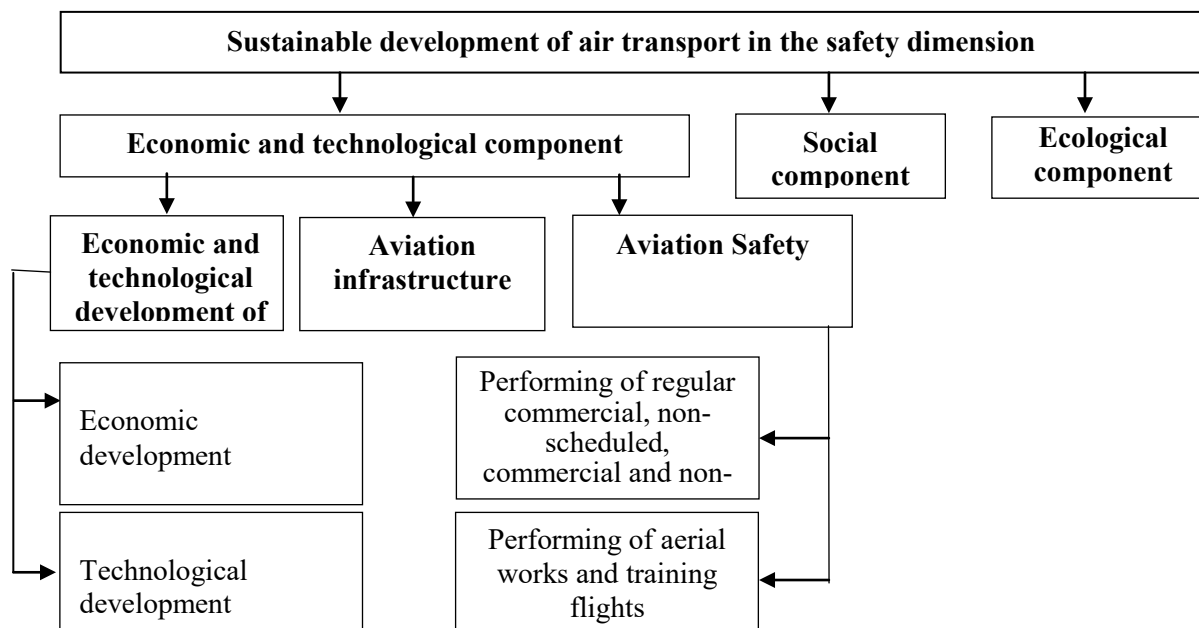 Sustainable development of air transport in the safety dimension
Economic and technological component
Social
component
Ecological
component
Economic and
technological
development of
Aviation
infrastructure
Aviation Safety
Economic
development
Performing of regular
commercial, non-
scheduled,
commercial and non-
Technological
development
Performing of aerial
works and training
flights